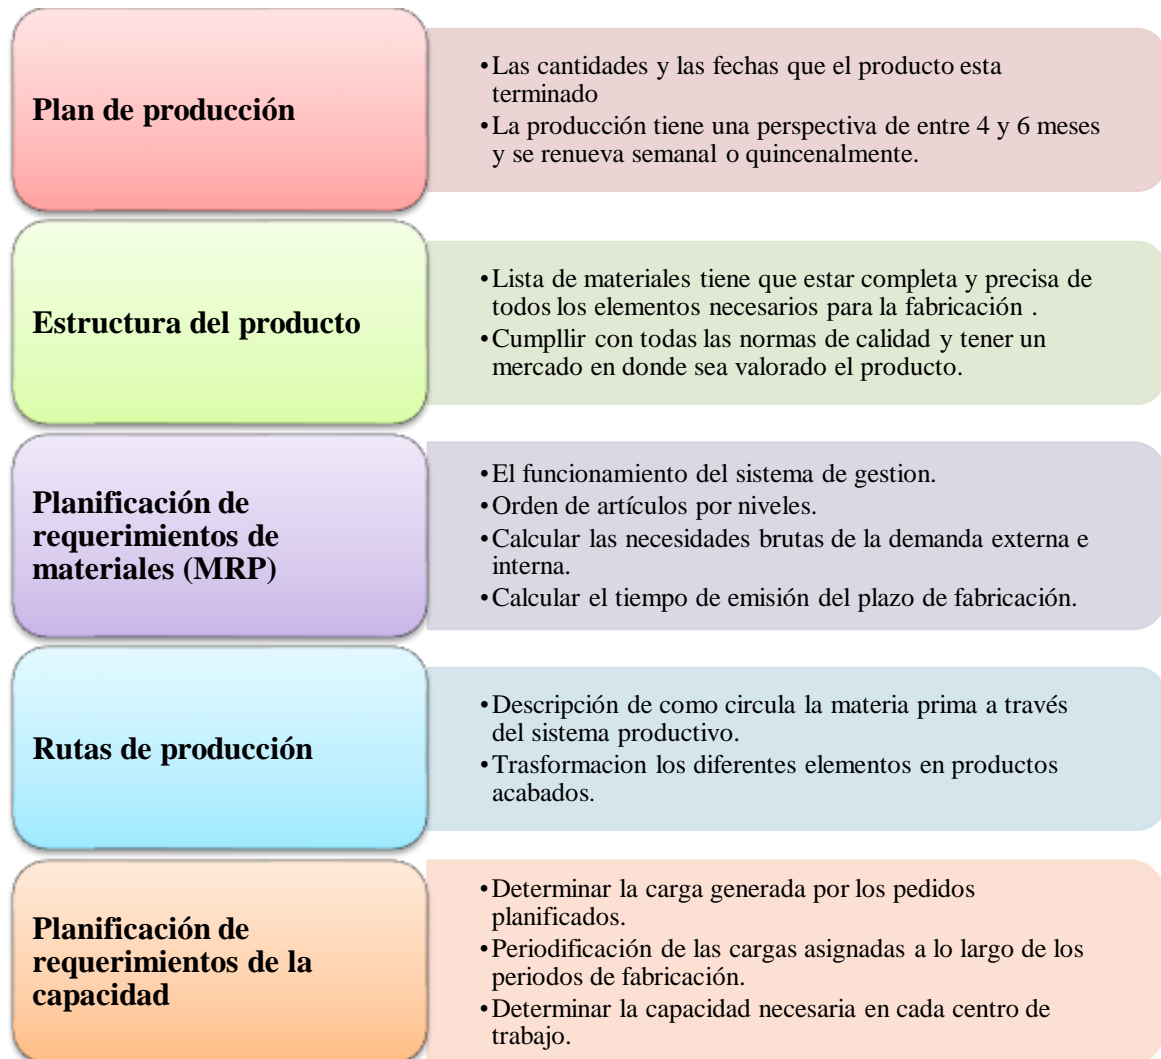 Plan de producción
•Las cantidades y las fechas que el producto esta
terminado
•La producción tiene una perspectiva de entre 4 y 6 meses
y se renueva semanal o quincenalmente.
Estructura del producto
•Lista de materiales tiene que estar completa y precisa de
todos los elementos necesarios para la fabricación .
•Cumpllir con todas las normas de calidad y tener un
mercado en donde sea valorado el producto.
Planificación de
requerimientos de
materiales (MRP)
•El funcionamiento del sistema de gestion.
•Orden de artículos por niveles.
•Calcular las necesidades brutas de la demanda externa e
interna.
•Calcular el tiempo de emisión del plazo de fabricación.
Rutas de producción
•Descripción de como circula la materia prima a través
del sistema productivo.
•Trasformacion los diferentes elementos en productos
acabados.
Planificación de
requerimientos de la
capacidad
•Determinar la carga generada por los pedidos
planificados.
•Periodificación de las cargas asignadas a lo largo de los
periodos de fabricación.
•Determinar la capacidad necesaria en cada centro de
trabajo.